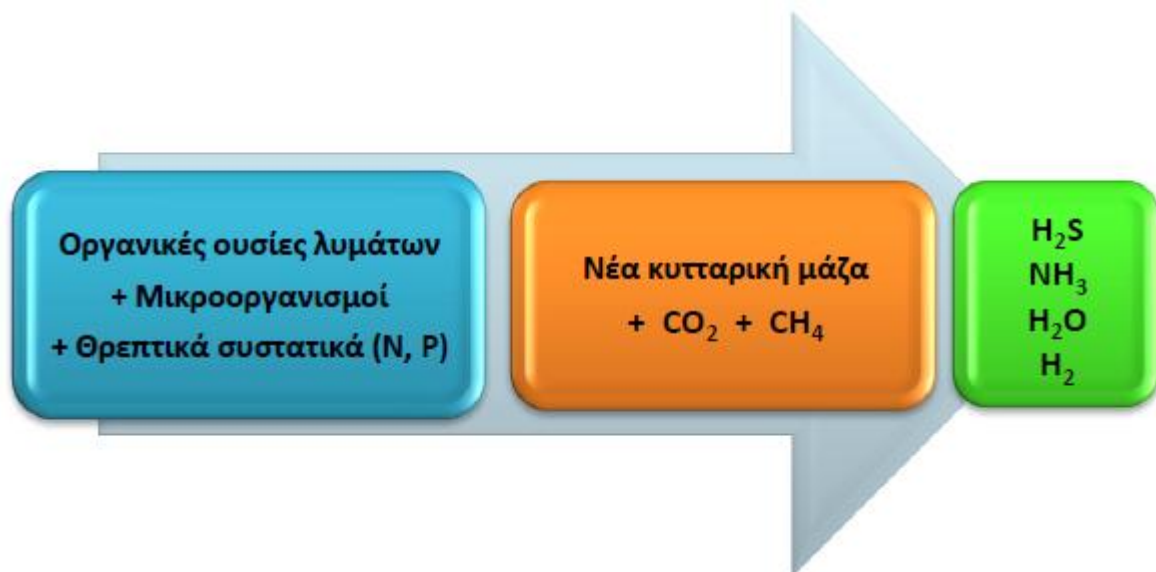 Οργανικές ουσίες λυμάτων
+ Μικροοργανισμοί
+ Θρεπτικά συστατικά (N, P)
Νέα κυτταρική μάζα
+ CO₂ + CH₄
H₂S
NH₃
H₂O
H₂